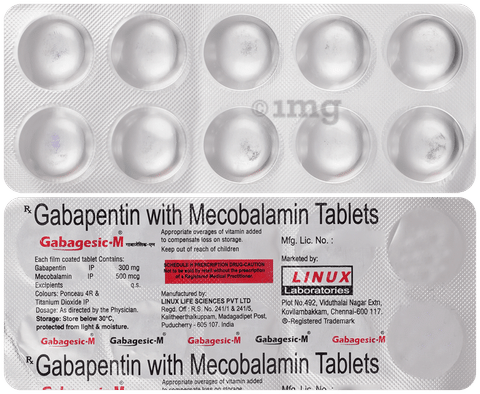 ©1mg
Rx Gabapentin with Mecobalamin Tablets
Gabagesic-M® गाबाजेसिक-एम
Each film coated tablet Contains:
Gabapentin IP 300 mg
Mecobalamin IP 500 mcg
Excipients q.s.
Colours: Ponceau 4R &
Titanium Dioxide IP
Dosage: As directed by the Physician.
Storage: Store below 30°C,
protected from light & moisture.
Appropriate overages of vitamin added
to compensate loss on storage.
Keep out of reach of children
SCHEDULE H PRESCRIPTION DRUG-CAUTION
Not to be sold by retail without the prescription
of a Registered Medical Practitioner.
Manufactured by:
LINUX LIFE SCIENCES PVT LTD
Regd. Off : R.S. No. 241/1 & 241/5,
Kalitheerthalkuppam, Madagadipet Post,
Puducherry - 605 107. India
Mfg. Lic. No. :
Marketed by:
LINUX
Laboratories
Plot No.492, Viduthalai Nagar Extn,
Kovilambakkam, Chennai-600 117.
®-Registered Trademark
Gabagesic-M® Gabagesic-M® Gabagesic-M® Gabagesic-M® Gabagesic-M®
Rx Gabapentin with Mecobalamin Tablets
Gabagesic-M®
Appropriate overages of vitamin added
to compensate loss on storage.
Mfg. Lic. No. :